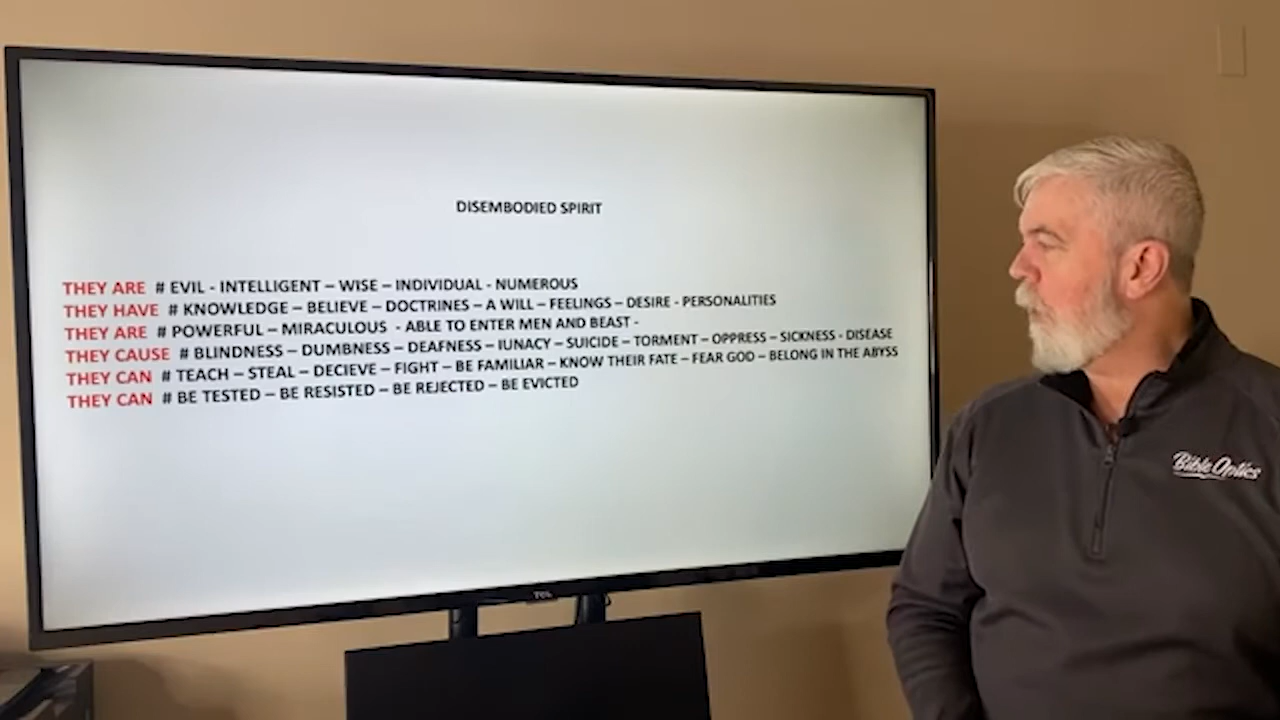 DISEMBODIED SPIRIT
THEY ARE # EVIL - INTELLIGENT – WISE – INDIVIDUAL - NUMEROUS
THEY HAVE # KNOWLEDGE – BELIEVE – DOCTRINES – A WILL – FEELINGS – DESIRE - PERSONALITIES
THEY ARE # POWERFUL – MIRACULOUS - ABLE TO ENTER MEN AND BEAST -
THEY CAUSE # BLINDNESS – DUMBNESS – DEAFNESS – lUNACY – SUICIDE – TORMENT – OPPRESS – SICKNESS - DISEASE
THEY CAN # TEACH – STEAL – DECIEVE – FIGHT – BE FAMILIAR – KNOW THEIR FATE – FEAR GOD – BELONG IN THE ABYSS
THEY CAN # BE TESTED – BE RESISTED – BE REJECTED – BE EVICTED
Bible Optics
TCL